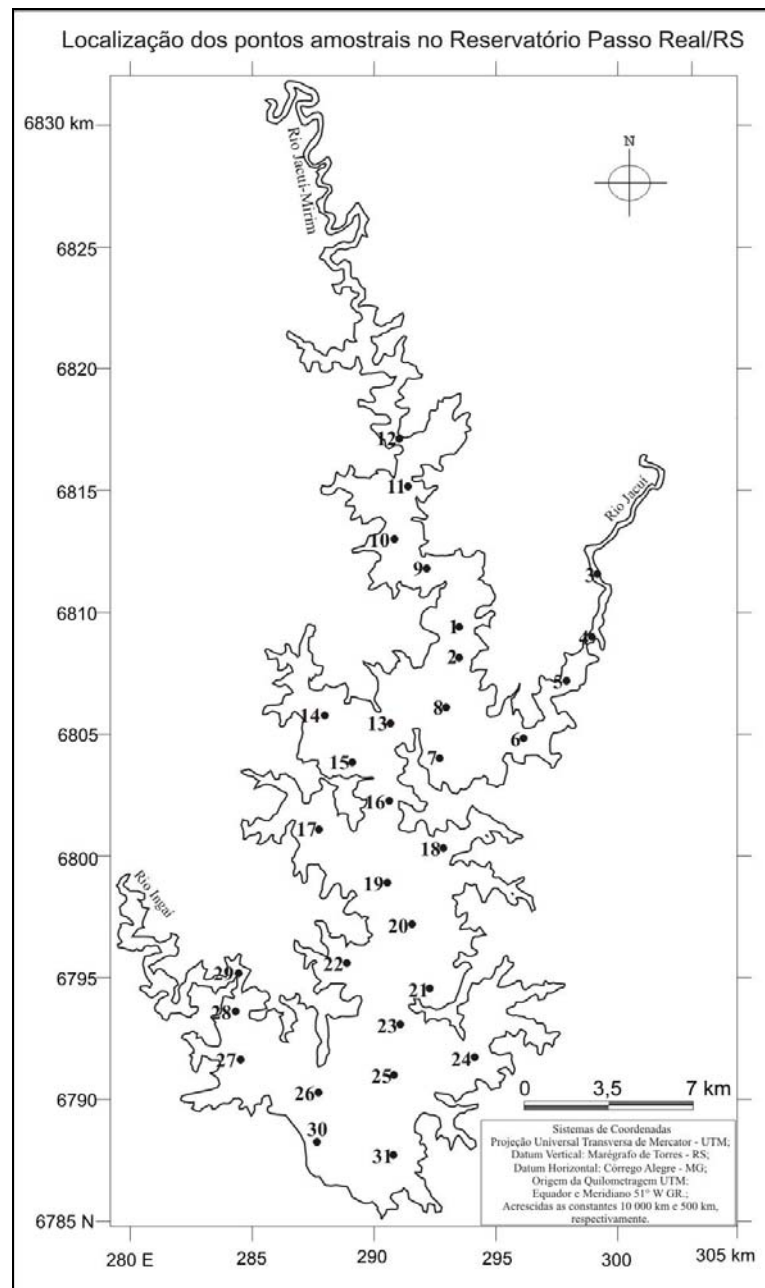 Localização dos pontos amostrais no Reservatório Passo Real/RS
6830 km
Rio Jacuí-Mirim
N
6825
6820
12
6815
11
Rio Jacuí
10
9
3
6810
1
4
2
5
8
14
13
6805
6
7
15
16
17
18
6800
Rio Ingaí
19
20
22
6795
29
21
28
23
27
24
25
0 3,5 7 km
6790
26
30
31
Sistemas de Coordenadas
Projeção Universal Transversa de Mercator - UTM;
Datum Vertical: Marégrafo de Torres - RS;
Datum Horizontal: Córrego Alegre - MG;
Origem da Quilometragem UTM:
Equador e Meridiano 51° W GR.;
Acrescidas as constantes 10 000 km e 500 km,
respectivamente.
6785 N
280 E 285 290 295 300 305 km